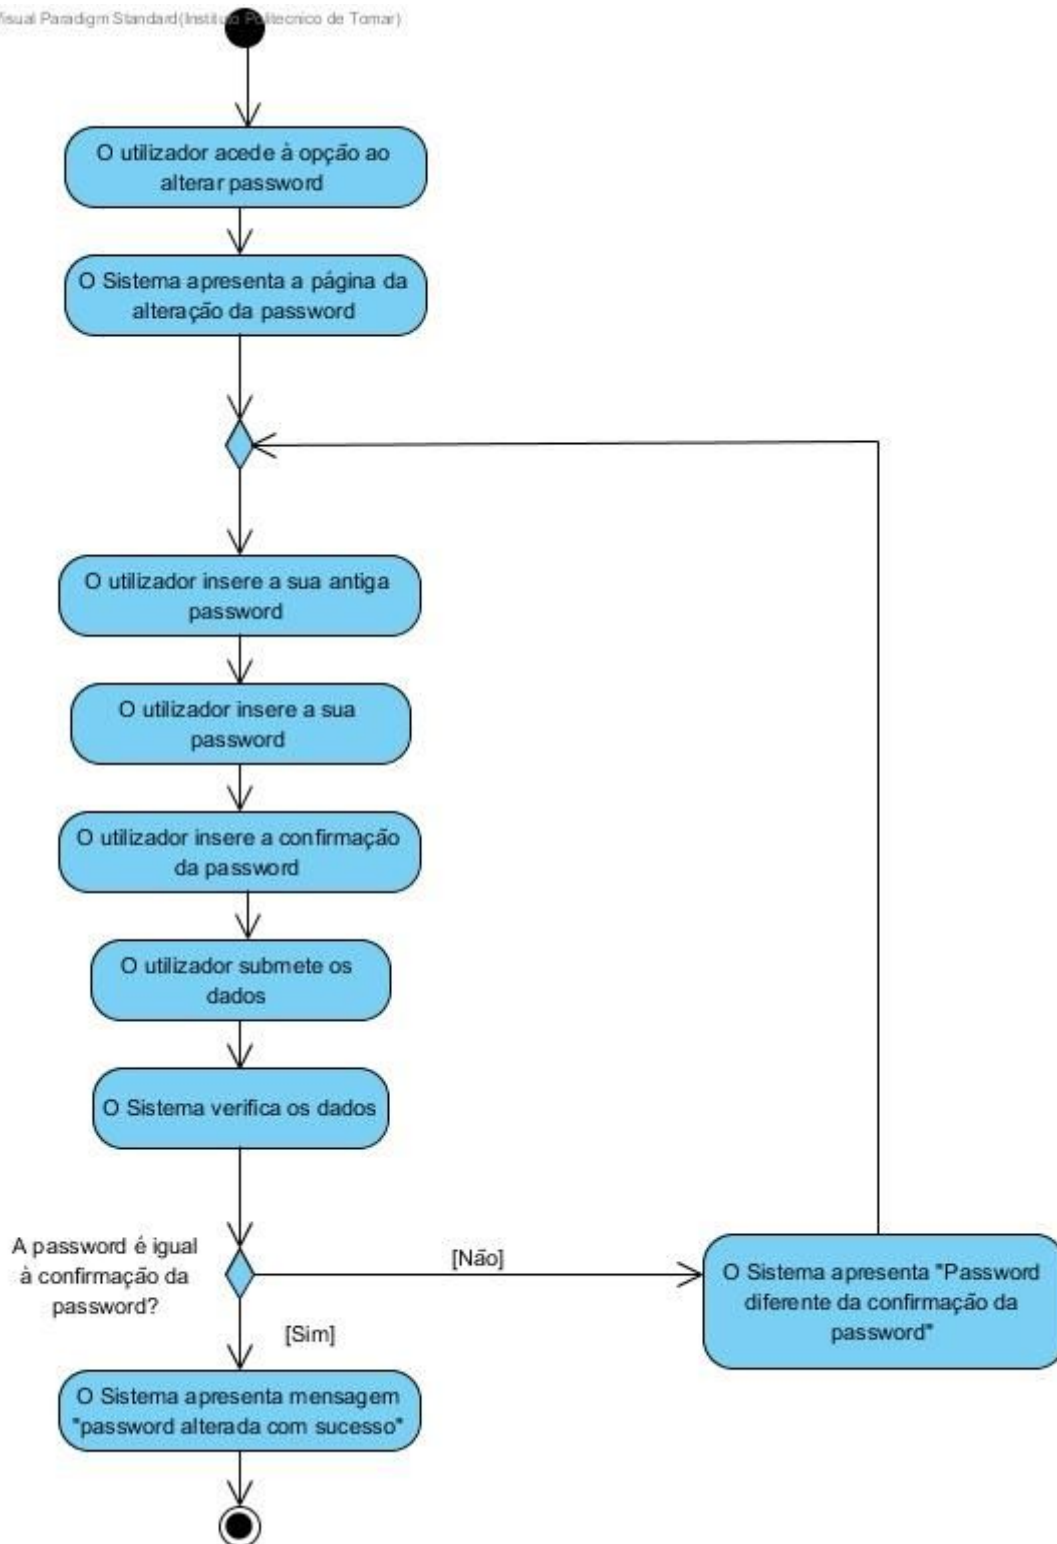 Visual Paradigm Standard(Instituto Politecnico de Tomar)
O utilizador acede à opção ao
alterar password
O Sistema apresenta a página da
alteração da password
O utilizador insere a sua antiga
password
O utilizador insere a sua
password
O utilizador insere a confirmação
da password
O utilizador submete os
dados
O Sistema verifica os dados
A password é igual
à confirmação da
password?
[Não]
O Sistema apresenta "Password
diferente da confirmação da
password"
[Sim]
O Sistema apresenta mensagem
"password alterada com sucesso"